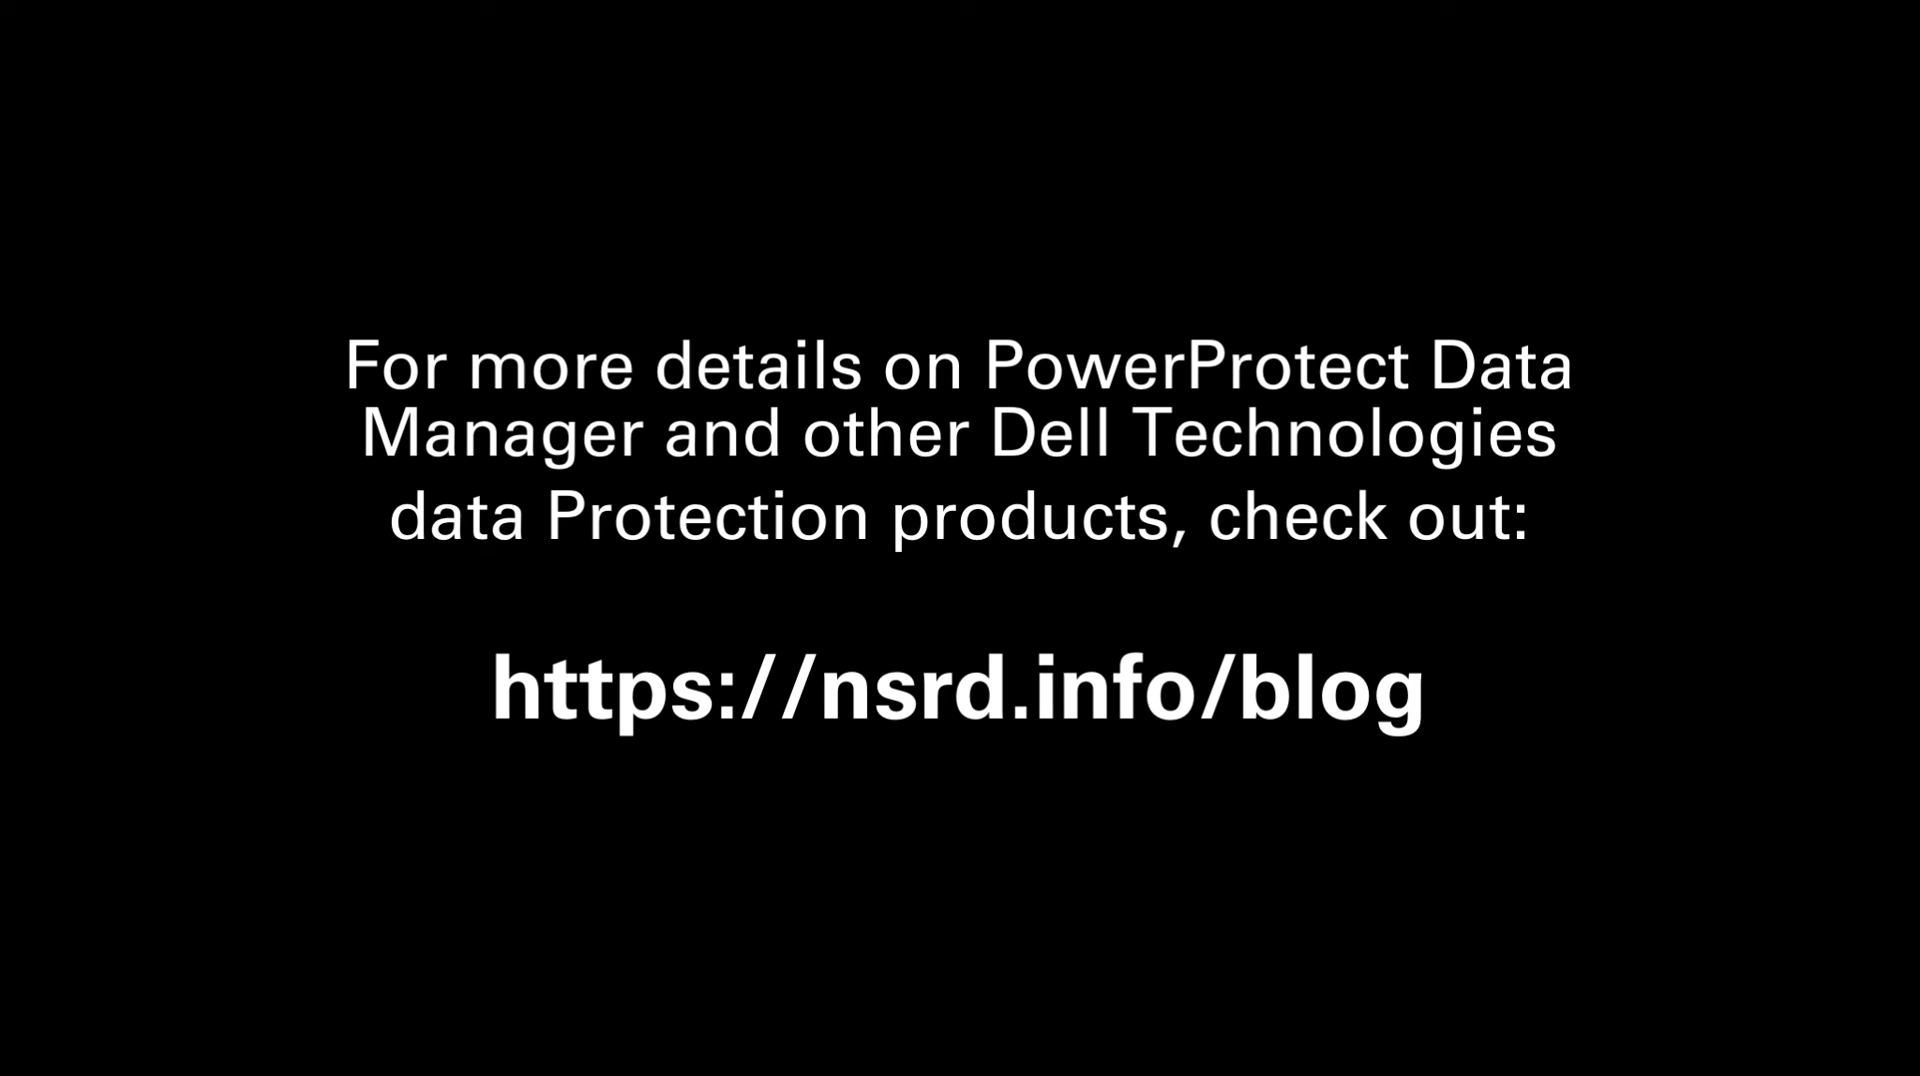 For more details on PowerProtect Data
Manager and other Dell Technologies
data Protection products, check out:
https://nsrd.info/blog